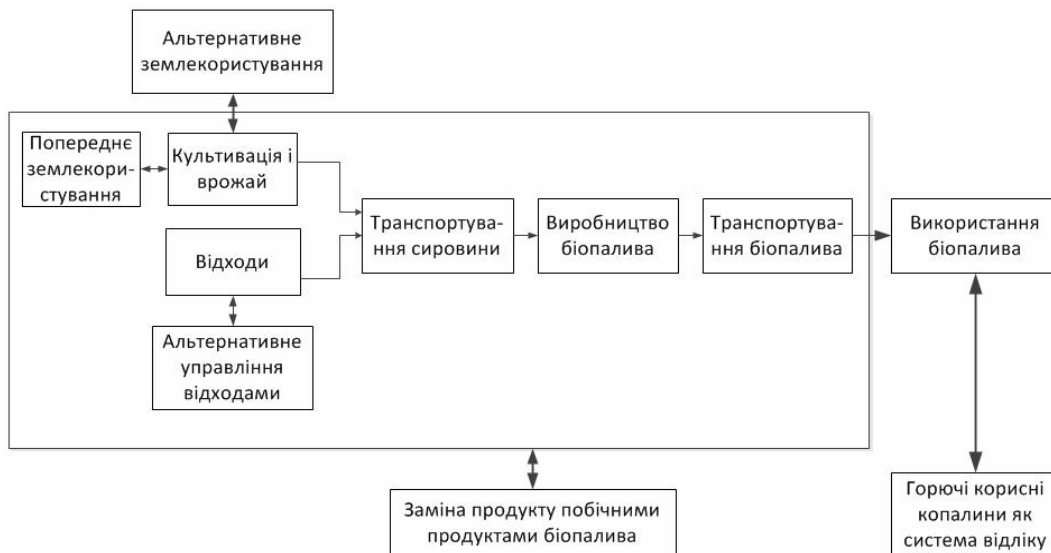 Альтернативне
землекористування
Попереднє
землекори-
стування
Культивація і
врожай
Відходи
Альтернативне
управління
відходами
Транспортува-
ння сировини
Виробництво
біопалива
Транспортува-
ння біопалива
Використання
біопалива
Заміна продукту побічними
продуктами біопалива
Горючі корисні
копалини як
система відліку